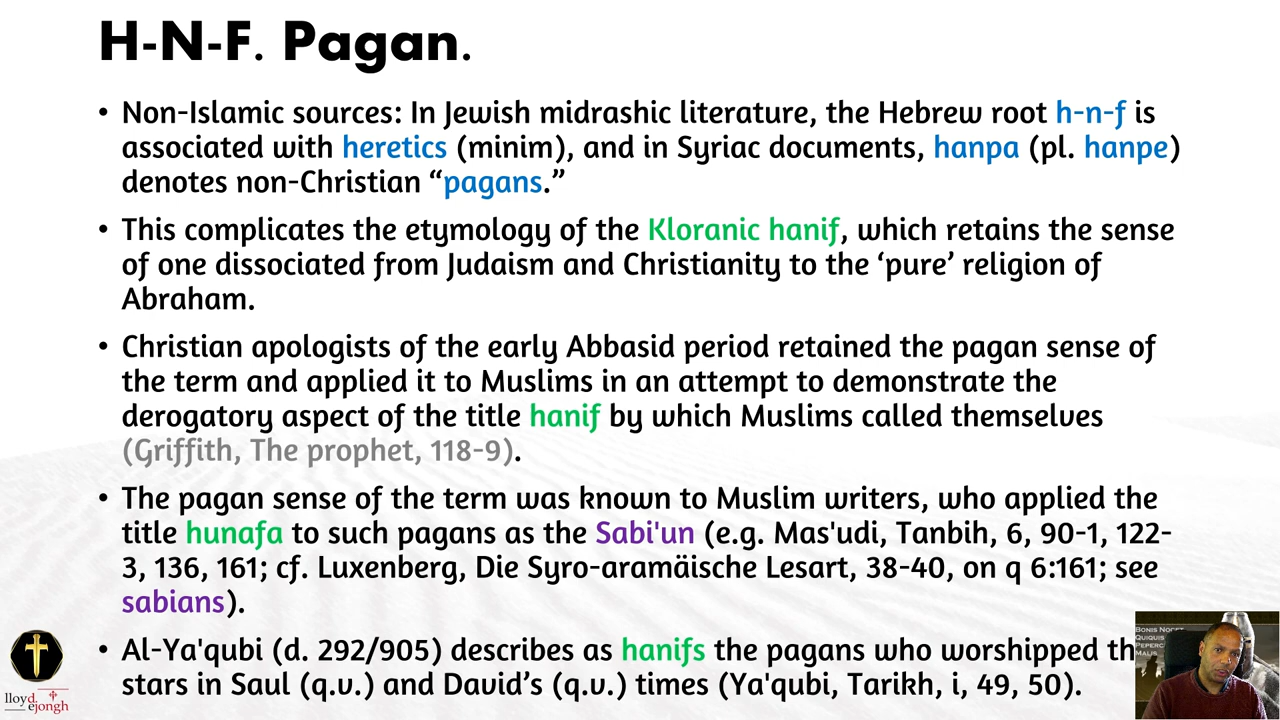 H-N-F. Pagan.
• Non-Islamic sources: In Jewish midrashic literature, the Hebrew root h-n-f is
associated with heretics (minim), and in Syriac documents, hanpa (pl. hanpe)
denotes non-Christian “pagans.”
• This complicates the etymology of the Kloranic hanif, which retains the sense
of one dissociated from Judaism and Christianity to the ‘pure’ religion of
Abraham.
• Christian apologists of the early Abbasid period retained the pagan sense of
the term and applied it to Muslims in an attempt to demonstrate the
derogatory aspect of the title hanif by which Muslims called themselves
(Griffith, The prophet, 118-9).
• The pagan sense of the term was known to Muslim writers, who applied the
title hunafa to such pagans as the Sabi'un (e.g. Mas'udi, Tanbih, 6, 90-1, 122-
3, 136, 161; cf. Luxenberg, Die Syro-aramäische Lesart, 38-40, on q 6:161; see
sabians).
• Al-Ya'qubi (d. 292/905) describes as hanifs the pagans who worshipped th
stars in Saul (q.v.) and David’s (q.v.) times (Ya'qubi, Tarikh, i, 49, 50).
lloyd
de jongh
Bonis Nocet
Quiquis
Peperc
Malis